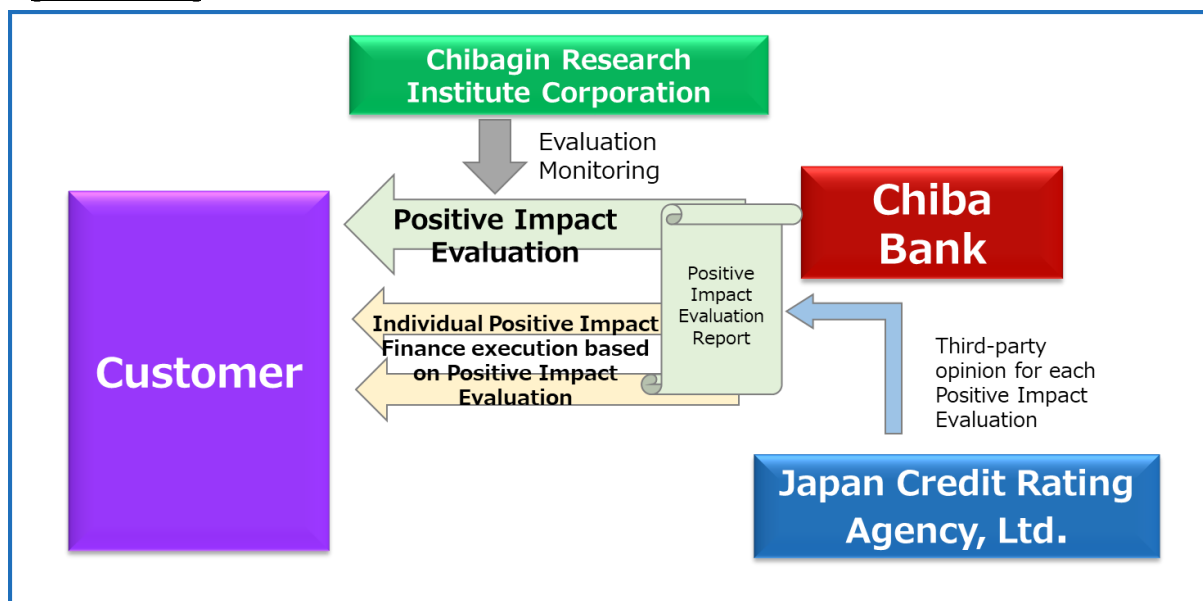 Chibagin Research
Institute Corporation
Evaluation
Monitoring
Chiba
Bank
Positive Impact
Evaluation
Positive
Impact
Evaluation
Report
Customer
Individual Positive Impact
Finance execution based
on Positive Impact
Evaluation
Third-party
opinion for each
Positive Impact
Evaluation
Japan Credit Rating
Agency, Ltd.